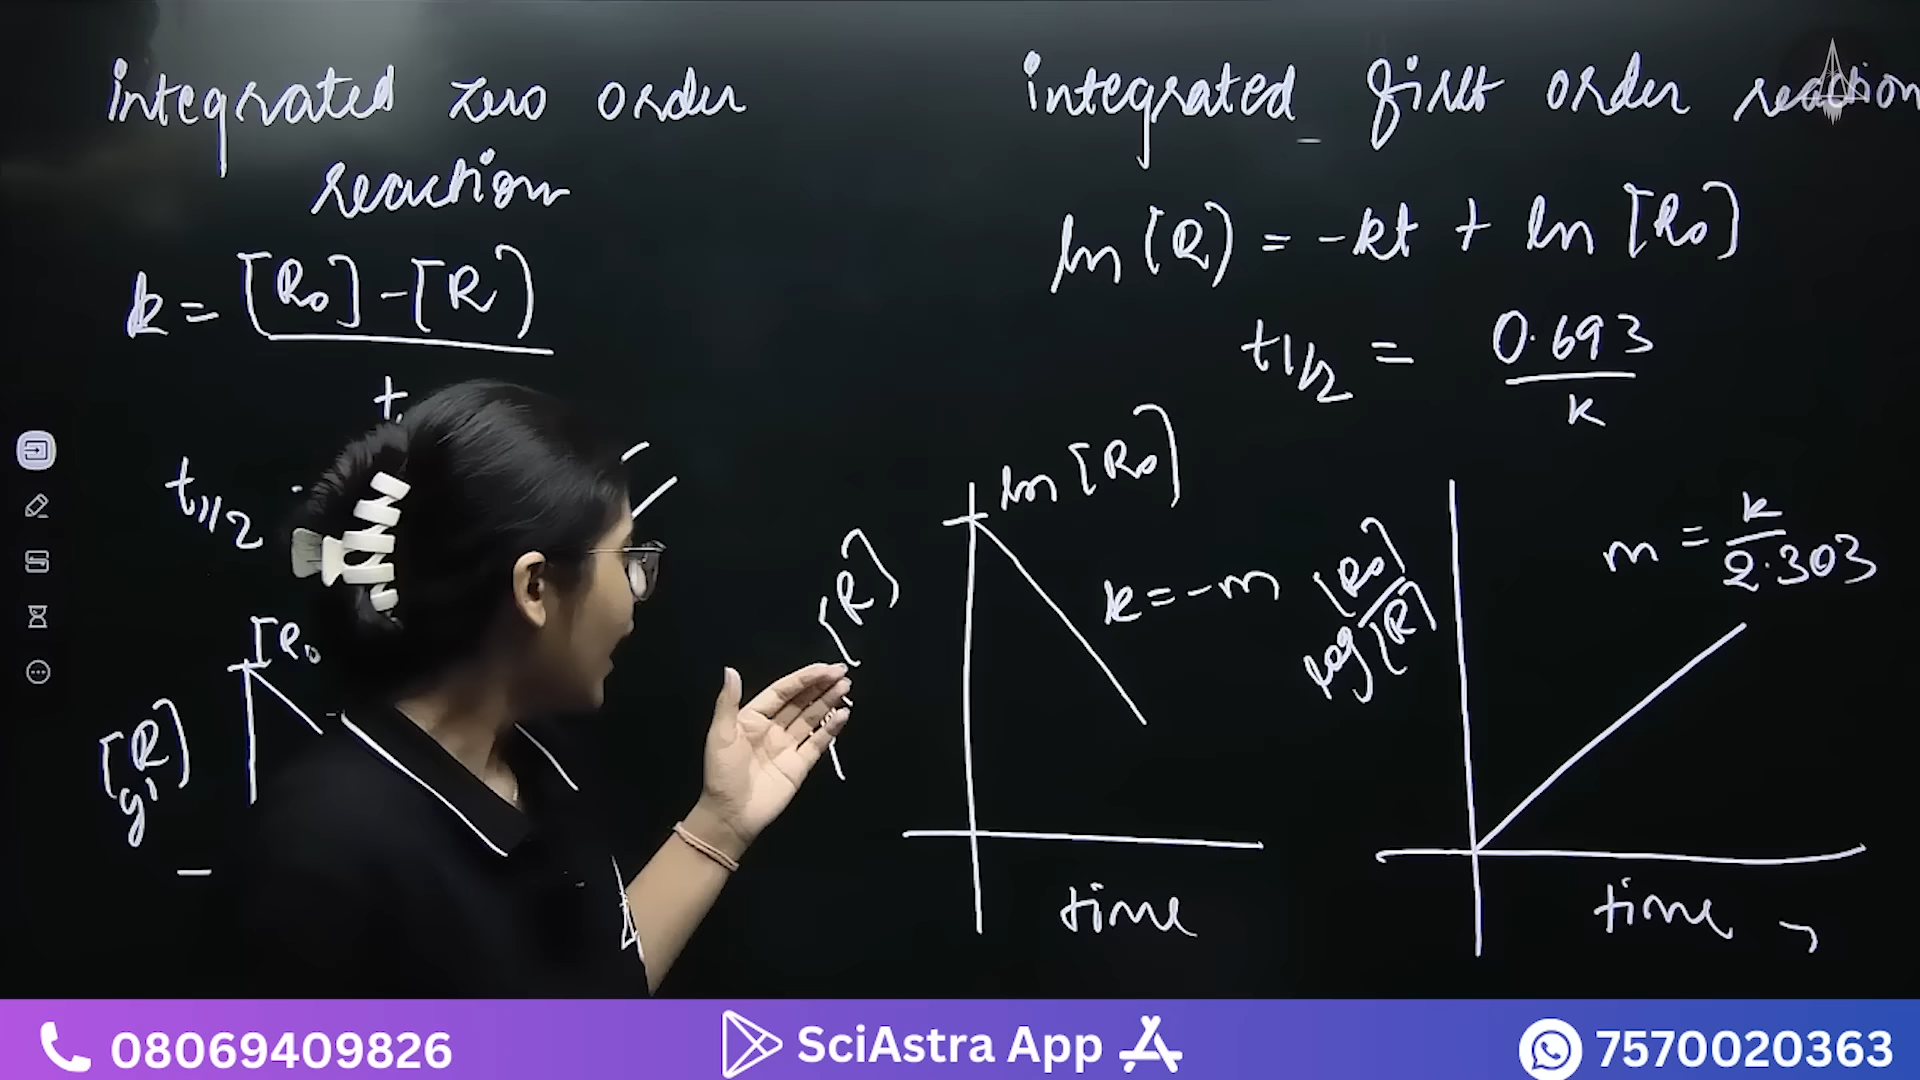 integrated zero order
reaction
k = [R₀] - [R]
t
t1/2
[R₀
[R]
y
integrated first order reaction
ln [R] = -kt + ln [R₀]
t1/2 = 0.693
k
ln [R₀]
[R]
k = -m
time
log [R₀]
[R]
m = k
2.303
time
08069409826
SciAstra App
7570020363